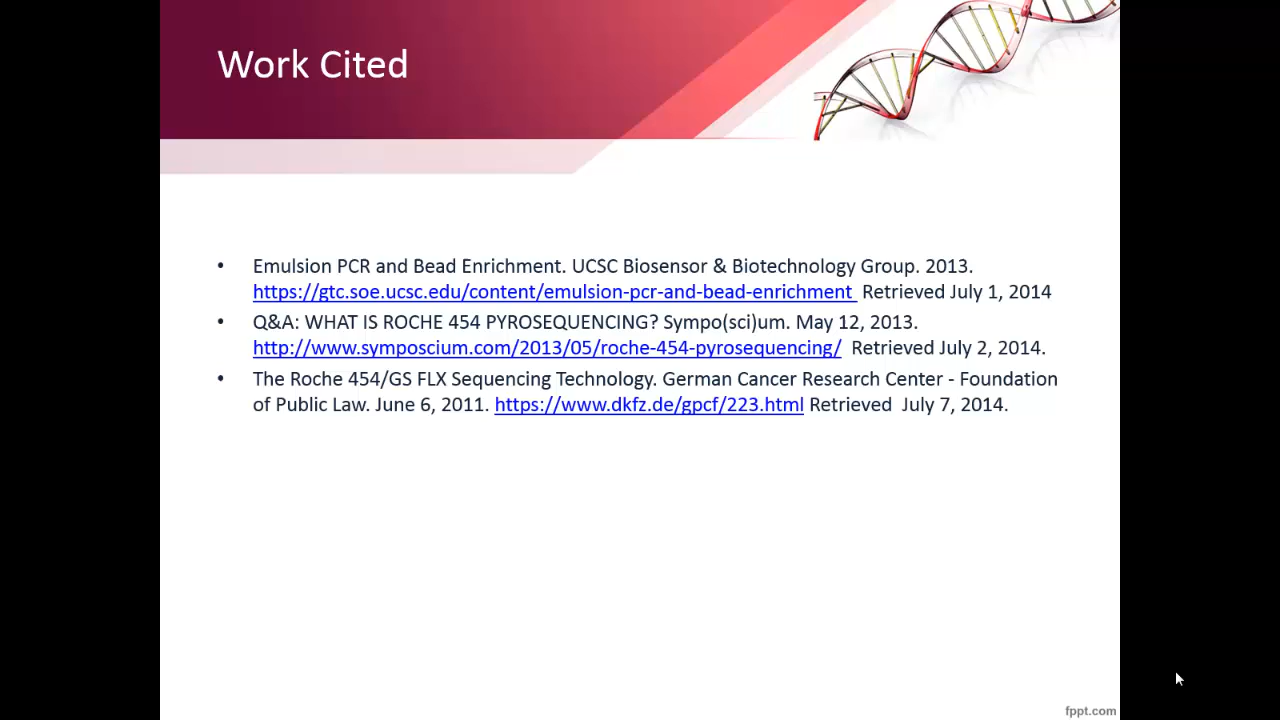 Work Cited
• Emulsion PCR and Bead Enrichment. UCSC Biosensor & Biotechnology Group. 2013.
https://gtc.soe.ucsc.edu/content/emulsion-pcr-and-bead-enrichment Retrieved July 1, 2014
• Q&A: WHAT IS ROCHE 454 PYROSEQUENCING? Sympo(sci)um. May 12, 2013.
http://www.symposcium.com/2013/05/roche-454-pyrosequencing/ Retrieved July 2, 2014.
• The Roche 454/GS FLX Sequencing Technology. German Cancer Research Center - Foundation
of Public Law. June 6, 2011. https://www.dkfz.de/gpcf/223.html Retrieved July 7, 2014.
fppt.com